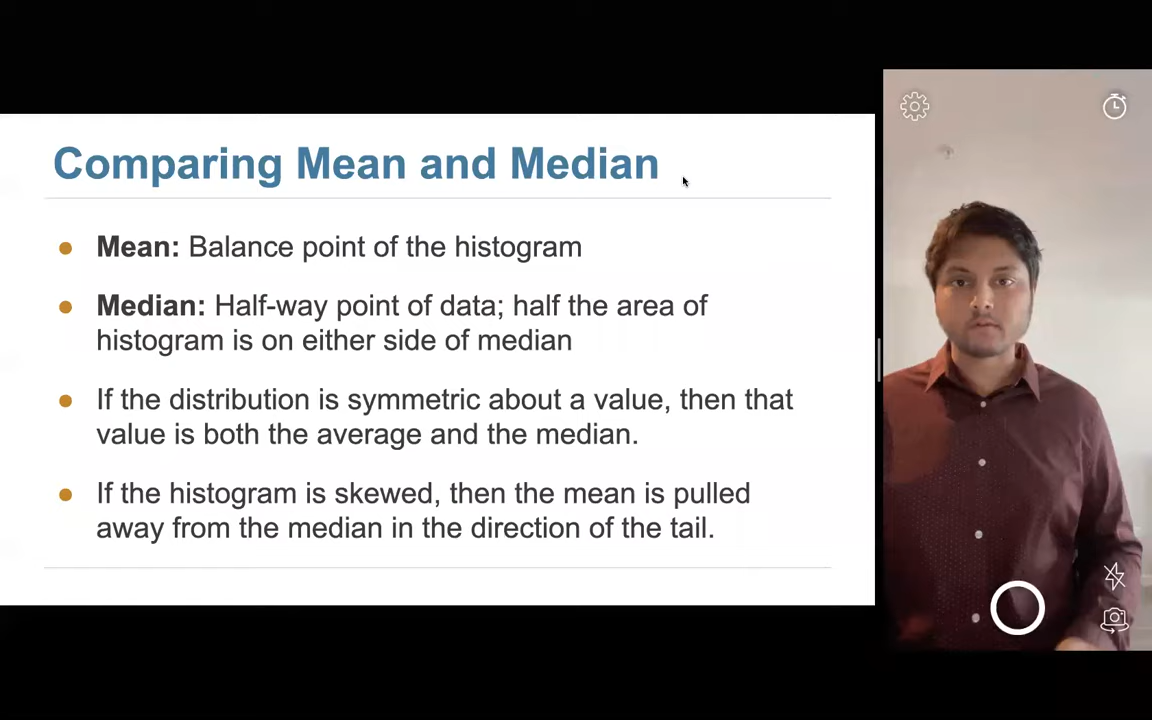 Comparing Mean and Median
● Mean: Balance point of the histogram
● Median: Half-way point of data; half the area of
histogram is on either side of median
● If the distribution is symmetric about a value, then that
value is both the average and the median.
● If the histogram is skewed, then the mean is pulled
away from the median in the direction of the tail.